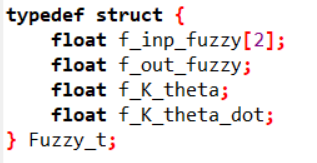 typedef struct {
    float f_inp_fuzzy[2];
    float f_out_fuzzy;
    float f_K_theta;
    float f_K_theta_dot;
} Fuzzy_t;